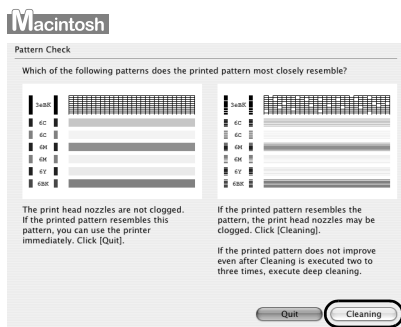 Macintosh
Pattern Check
Which of the following patterns does the printed pattern most closely resemble?
3eBK
6C
6C
6M
6M
6Y
6BK
3eBK
6C
6C
6M
6M
6Y
6BK
The print head nozzles are not clogged.
If the printed pattern resembles this
pattern, you can use the printer
immediately. Click [Quit].
If the printed pattern resembles the
pattern, the print head nozzles may be
clogged. Click [Cleaning].
If the printed pattern does not improve
even after Cleaning is executed two to
three times, execute deep cleaning.
Quit
Cleaning